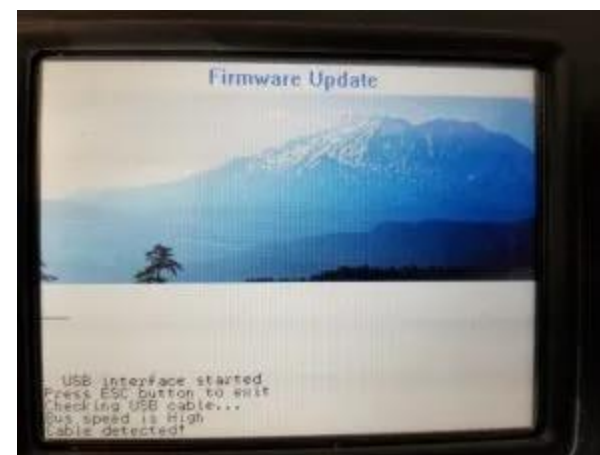 Firmware Update
USB interface started
Press ESC button to exit
Checking USB cable...
Bus speed is High
Cable detected!